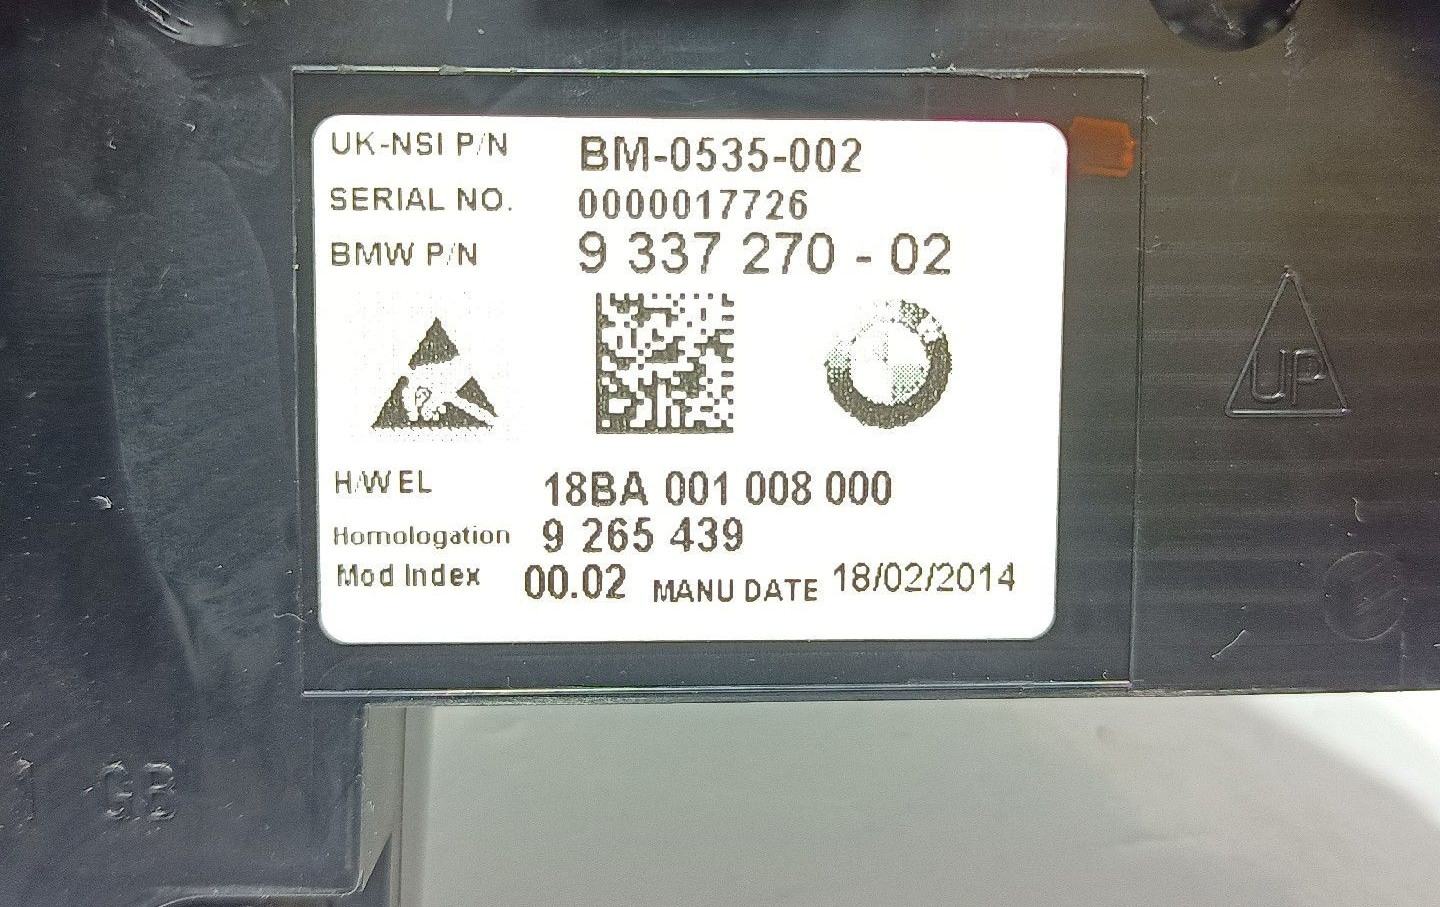 UK-NSI P/N BM-0535-002
SERIAL NO. 0000017726
BMW P/N 9 337 270 - 02
UP
H/W EL 18BA 001 008 000
Homologation 9 265 439
Mod Index 00.02 MANU DATE 18/02/2014
GB